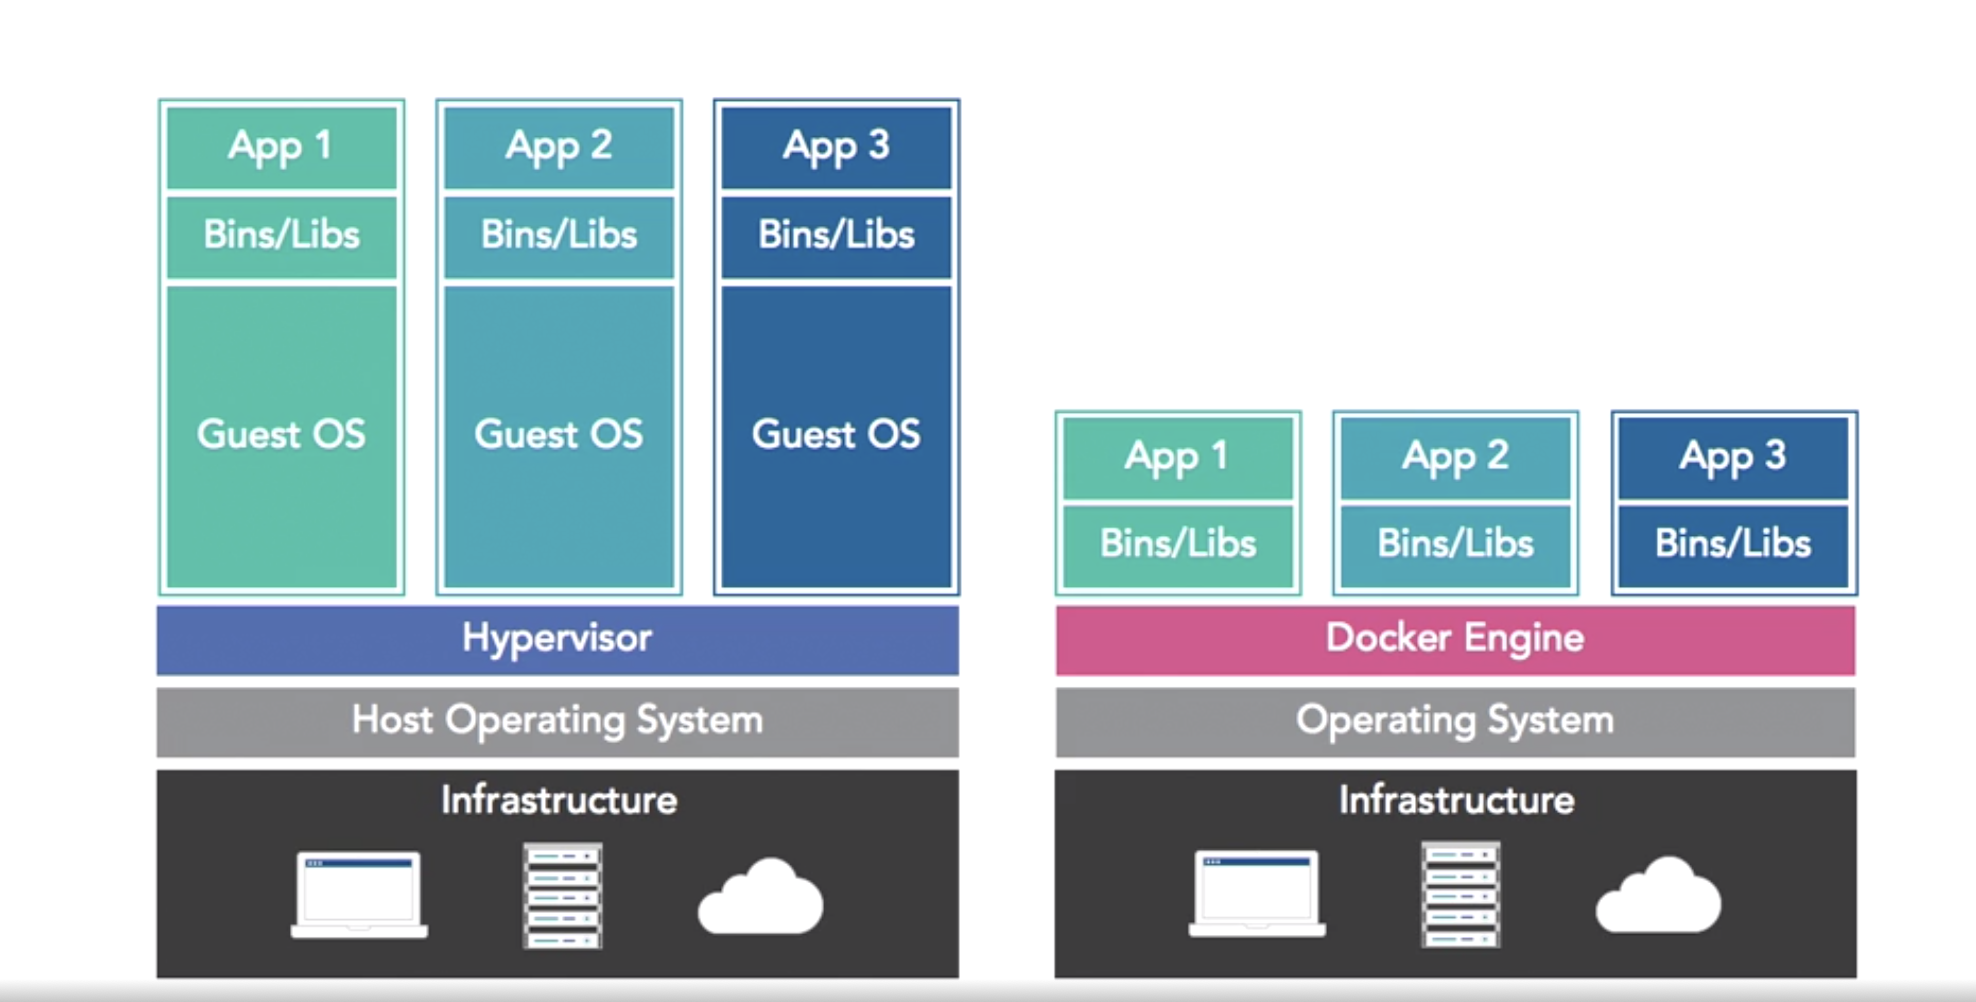 App 1
App 2
App 3
Bins/Libs
Bins/Libs
Bins/Libs
Guest OS
Guest OS
Guest OS
Hypervisor
Host Operating System
Infrastructure
App 1
App 2
App 3
Bins/Libs
Bins/Libs
Bins/Libs
Docker Engine
Operating System
Infrastructure